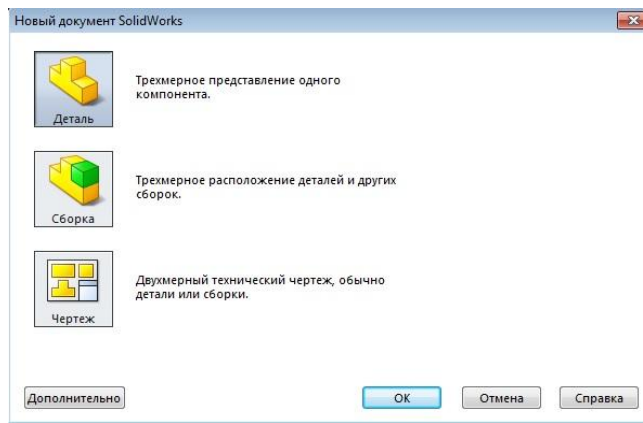 Новый документ SolidWorks
Деталь
Трехмерное представление одного
компонента.
Сборка
Трехмерное расположение деталей и других
сборок.
Чертеж
Двухмерный технический чертеж, обычно
детали или сборки.
Дополнительно
OK
Отмена
Справка